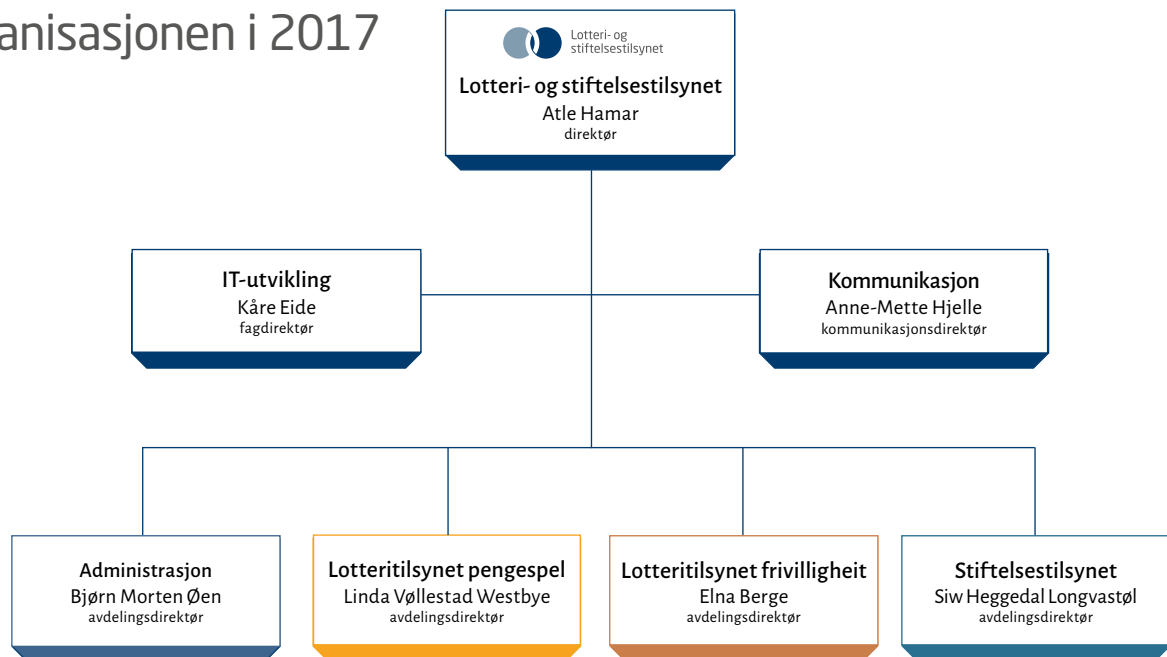 anisasjonen i 2017
Lotteri- og
stiftelsestilsynet
Lotteri- og stiftelsestilsynet
Atle Hamar
direktør
IT-utvikling
Kåre Eide
fagdirektør
Kommunikasjon
Anne-Mette Hjelle
kommunikasjonsdirektør
Administrasjon
Bjørn Morten Øen
avdelingsdirektør
Lotteritilsynet pengespel
Linda Vøllestad Westbye
avdelingsdirektør
Lotteritilsynet frivilligheit
Elna Berge
avdelingsdirektør
Stiftelsestilsynet
Siw Heggedal Longvastøl
avdelingsdirektør